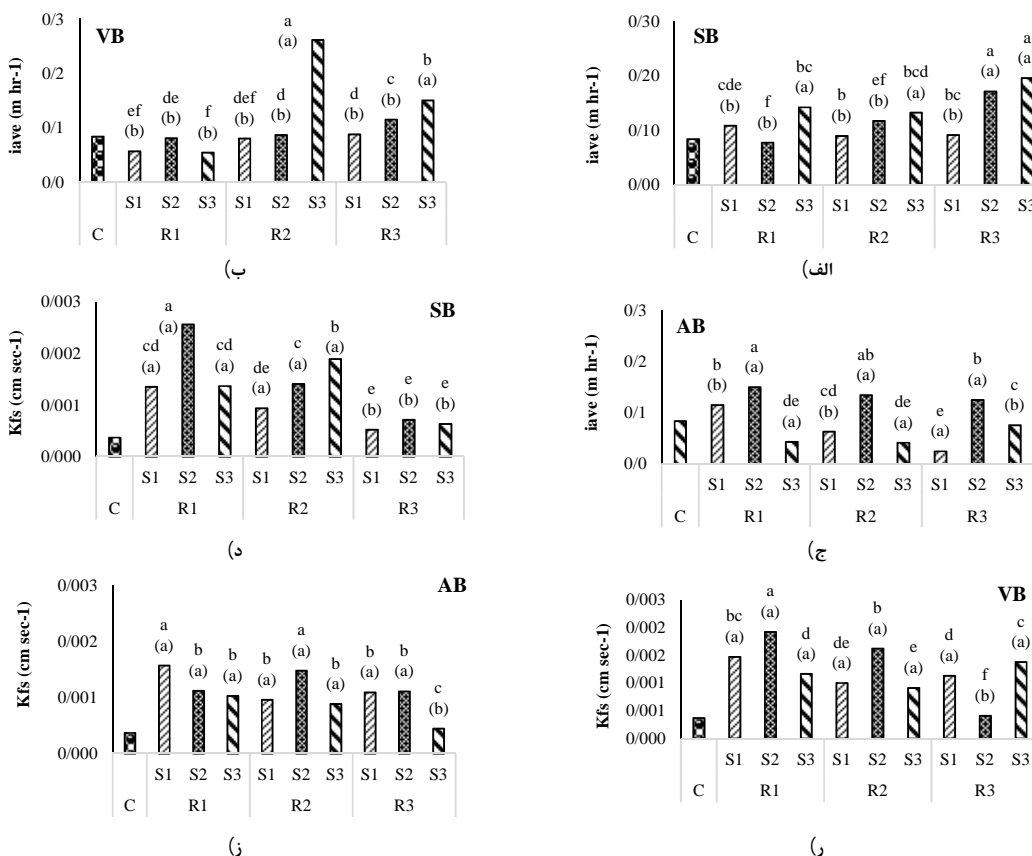 VB
iave (m hr-1)
0/3
0/2
0/1
0/0
ef
(b)
de
(b)
f
(b)
def
(b)
d
(b)
a
(a)
d
(b)
c
(b)
b
(a)
S1 S2 S3 S1 S2 S3 S1 S2 S3
C R1 R2 R3
ب)
SB
iave (m hr-1)
0/30
0/20
0/10
0/00
cde
(b)
f
(b)
bc
(a)
b
(b)
ef
(b)
bcd
(a)
bc
(b)
a
(a)
a
(a)
S1 S2 S3 S1 S2 S3 S1 S2 S3
C R1 R2 R3
الف)
SB
Kfs (cm sec-1)
0/003
0/002
0/001
0/000
cd
(a)
a
(a)
cd
(a)
de
(a)
c
(a)
b
(a)
e
(b)
e
(b)
e
(b)
S1 S2 S3 S1 S2 S3 S1 S2 S3
C R1 R2 R3
د)
AB
iave (m hr-1)
0/3
0/2
0/1
0/0
b
(b)
a
(a)
de
(a)
cd
(b)
ab
(a)
de
(a)
e
(a)
b
(a)
c
(b)
S1 S2 S3 S1 S2 S3 S1 S2 S3
C R1 R2 R3
ج)
AB
Kfs (cm sec-1)
0/003
0/002
0/001
0/000
a
(a)
b
(a)
b
(a)
b
(a)
a
(a)
b
(a)
b
(a)
b
(a)
c
(b)
S1 S2 S3 S1 S2 S3 S1 S2 S3
C R1 R2 R3
ز)
VB
Kfs (cm sec-1)
0/003
0/002
0/002
0/001
0/001
0/000
bc
(a)
a
(a)
d
(a)
de
(a)
b
(a)
e
(a)
d
(a)
f
(b)
c
(a)
S1 S2 S3 S1 S2 S3 S1 S2 S3
C R1 R2 R3
ر)